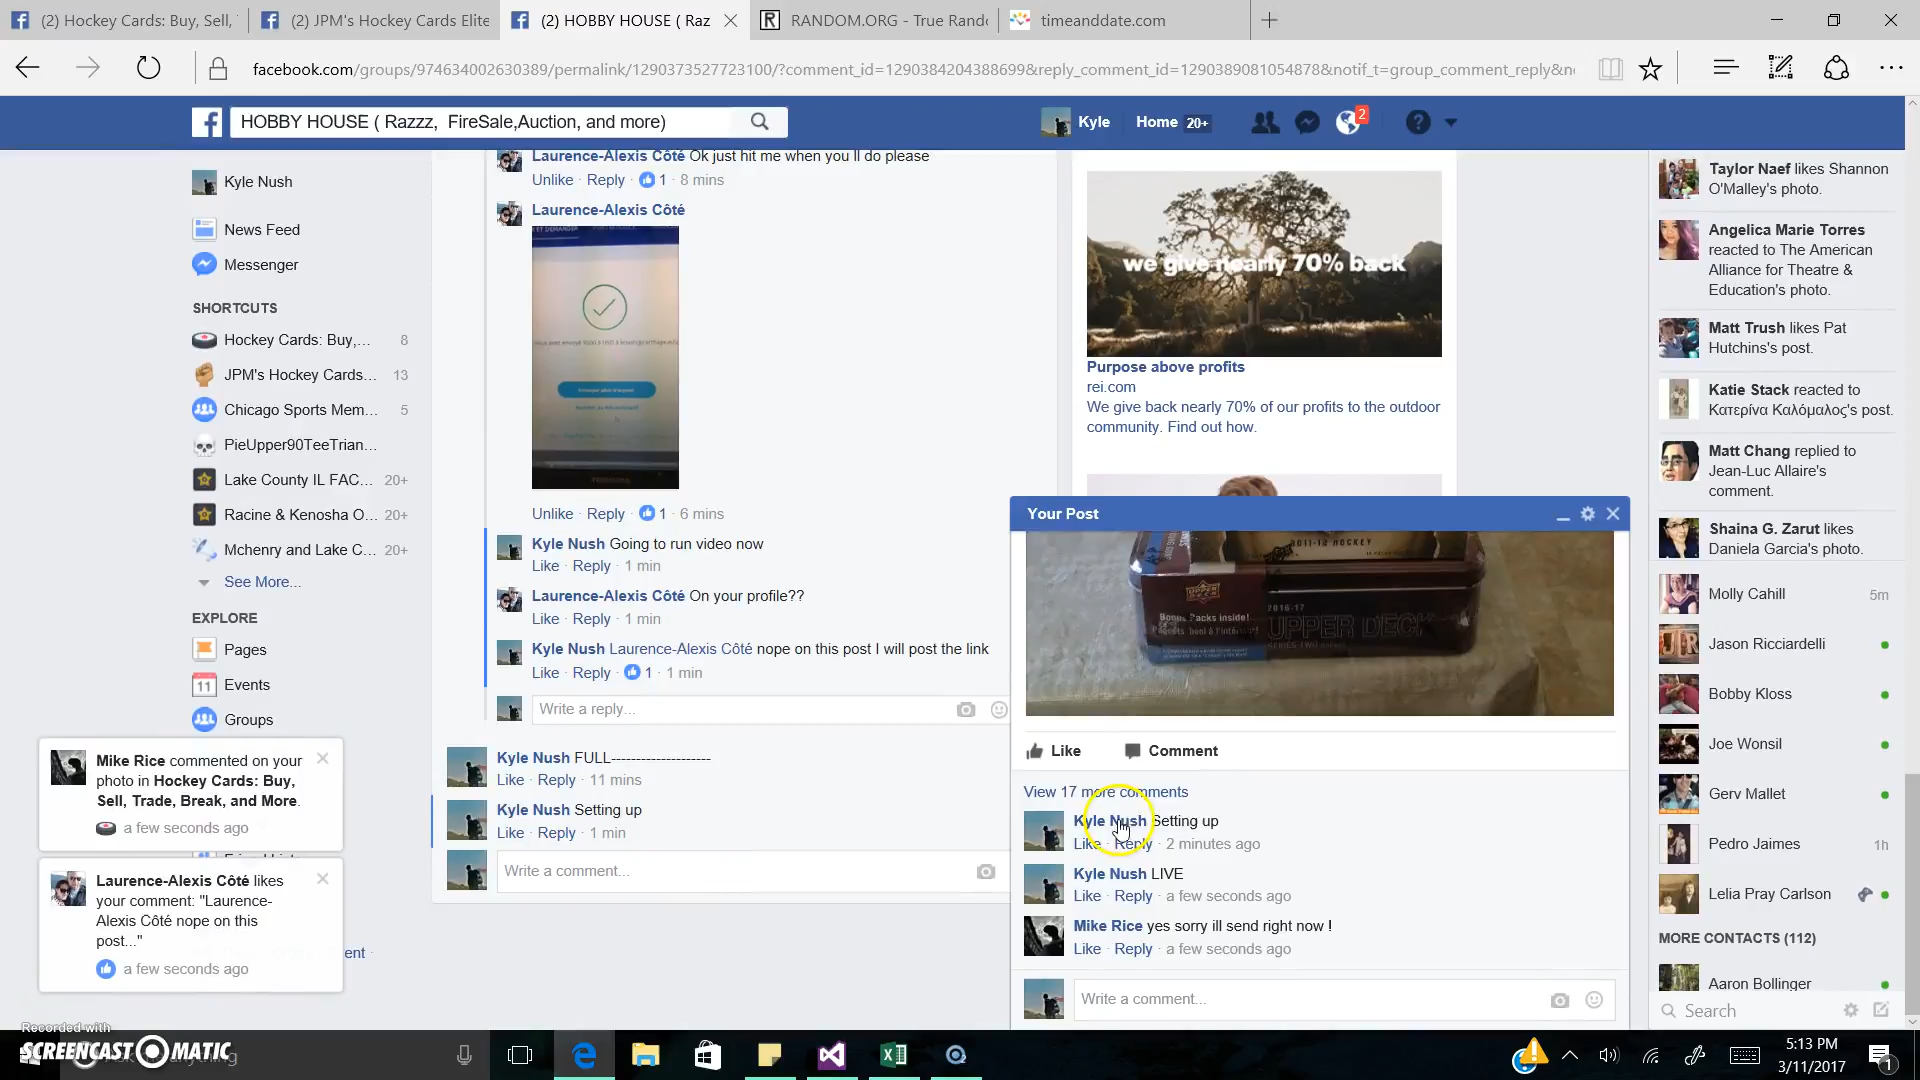 (2) Hockey Cards: Buy, Sell,
(2) JPM's Hockey Cards Elite
(2) HOBBY HOUSE ( Raz
RANDOM.ORG - True Rand
timeanddate.com
facebook.com/groups/974634002630389/permalink/1290373527723100/?comment_id=1290384204388699&reply_comment_id=1290389081054878&notif_t=group_comment_reply&n
HOBBY HOUSE ( Razzz, FireSale,Auction, and more)
Kyle
Home 20+
2
Kyle Nush
News Feed
Messenger
SHORTCUTS
Hockey Cards: Buy,... 8
JPM's Hockey Cards... 13
Chicago Sports Mem... 5
PieUpper90TeeTrian...
Lake County IL FAC... 20+
Racine & Kenosha O... 20+
Mchenry and Lake C... 20+
See More...
EXPLORE
Pages
11 Events
Groups
Mike Rice commented on your
photo in Hockey Cards: Buy,
Sell, Trade, Break, and More.
a few seconds ago
Laurence-Alexis Côté likes
your comment: "Laurence-
Alexis Côté nope on this
post..."
a few seconds ago
Laurence-Alexis Côté Ok just hit me when you ll do please
Unlike · Reply · 1 · 8 mins
Laurence-Alexis Côté
Unlike · Reply · 1 · 6 mins
Kyle Nush Going to run video now
Like · Reply · 1 min
Laurence-Alexis Côté On your profile??
Like · Reply · 1 min
Kyle Nush Laurence-Alexis Côté nope on this post I will post the link
Like · Reply · 1 · 1 min
Write a reply...
Kyle Nush FULL---------------------
Like · Reply · 11 mins
Kyle Nush Setting up
Like · Reply · 1 min
Write a comment...
we give nearly 70% back
Purpose above profits
rei.com
We give back nearly 70% of our profits to the outdoor
community. Find out how.
Your Post
2011-12 HOCKEY
UPPER DECK
Bonus Packs inside!
2016-17
UPPER DECK
SERIES TWO
Like
Comment
View 17 more comments
Kyle Nush Setting up
Like · Reply · 2 minutes ago
Kyle Nush LIVE
Like · Reply · a few seconds ago
Mike Rice yes sorry ill send right now !
Like · Reply · a few seconds ago
Write a comment...
Taylor Naef likes Shannon
O'Malley's photo.
Angelica Marie Torres
reacted to The American
Alliance for Theatre &
Education's photo.
Matt Trush likes Pat
Hutchins's post.
Katie Stack reacted to
Κατερίνα Καλόμαλος's post.
Matt Chang replied to
Jean-Luc Allaire's
comment.
Shaina G. Zarut likes
Daniela Garcia's photo.
Molly Cahill 5m
Jason Ricciardelli
Bobby Kloss
Joe Wonsil
Gerv Mallet
Pedro Jaimes 1h
Lelia Pray Carlson
MORE CONTACTS (112)
Aaron Bollinger
Search
Recorded with
SCREENCAST-O-MATIC
5:13 PM
3/11/2017
1